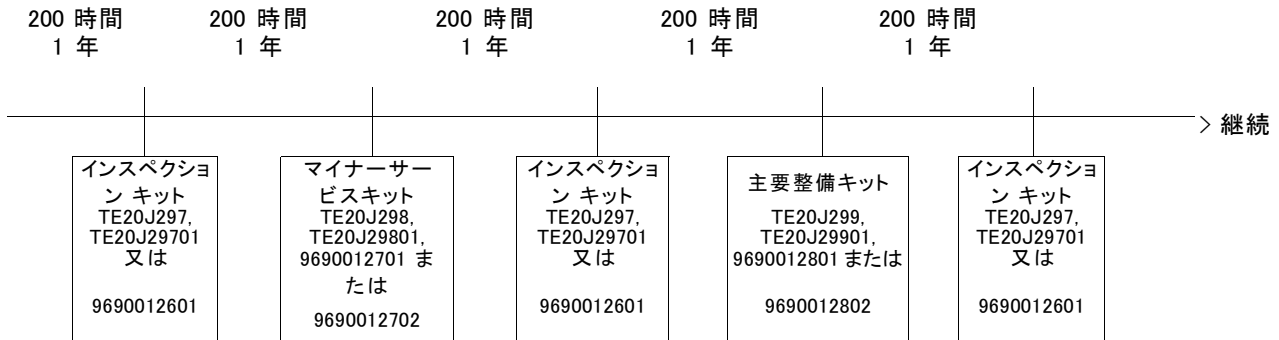 200 時間
1 年
200 時間
1 年
200 時間
1 年
200 時間
1 年
200 時間
1 年
継続
インスペクショ
ン キット
TE20J297,
TE20J29701
又は
9690012601
マイナーサー
ビスキット
TE20J298,
TE20J29801,
9690012701 ま
たは
9690012702
インスペクショ
ン キット
TE20J297,
TE20J29701
又は
9690012601
主要整備キット
TE20J299,
TE20J29901,
9690012801 または
9690012802
インスペクショ
ン キット
TE20J297,
TE20J29701
又は
9690012601